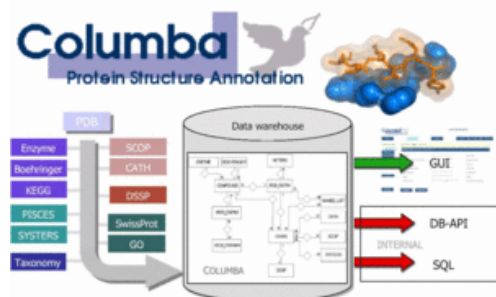 Columba
Protein Structure Annotation
PDB
Enzyme
Boehringer
KEGG
PISCES
SYSTERS
Taxonomy
SCOP
CATH
DSSP
SwissProt
GO
Data warehouse
COLUMBA
GUI
DB-API
INTERNAL
SQL